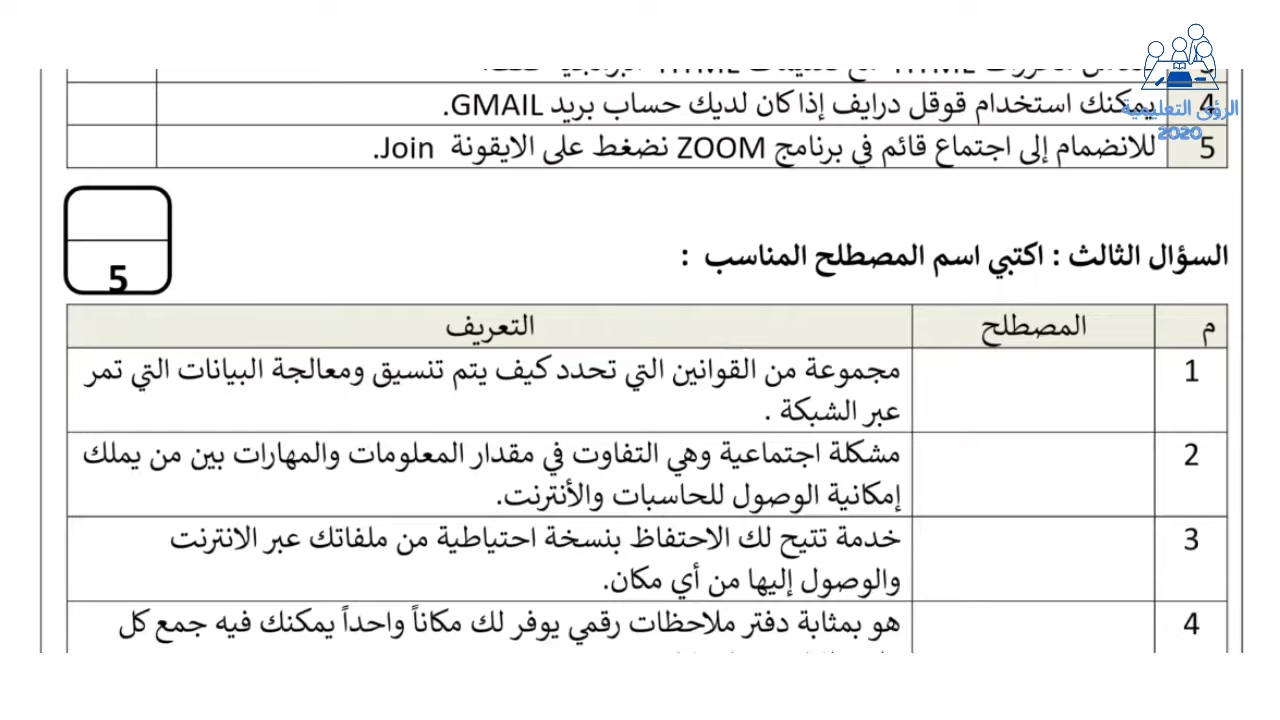 4 يمكنك استخدام قوقل درايف إذا كان لديك حساب بريد GMAIL.
5 للانضمام إلى اجتماع قائم في برنامج ZOOM نضغط على الايقونة Join.
الرؤى التعليمية
2020
5
السؤال الثالث : اكتبي اسم المصطلح المناسب :
م المصطلح التعريف
1 مجموعة من القوانين التي تحدد كيف يتم تنسيق ومعالجة البيانات التي تمر
عبر الشبكة .
2 مشكلة اجتماعية وهي التفاوت في مقدار المعلومات والمهارات بين من يملك
إمكانية الوصول للحاسبات والأنترنت.
3 خدمة تتيح لك الاحتفاظ بنسخة احتياطية من ملفاتك عبر الانترنت
والوصول إليها من أي مكان.
4 هو بمثابة دفتر ملاحظات رقمي يوفر لك مكاناً واحداً يمكنك فيه جمع كل